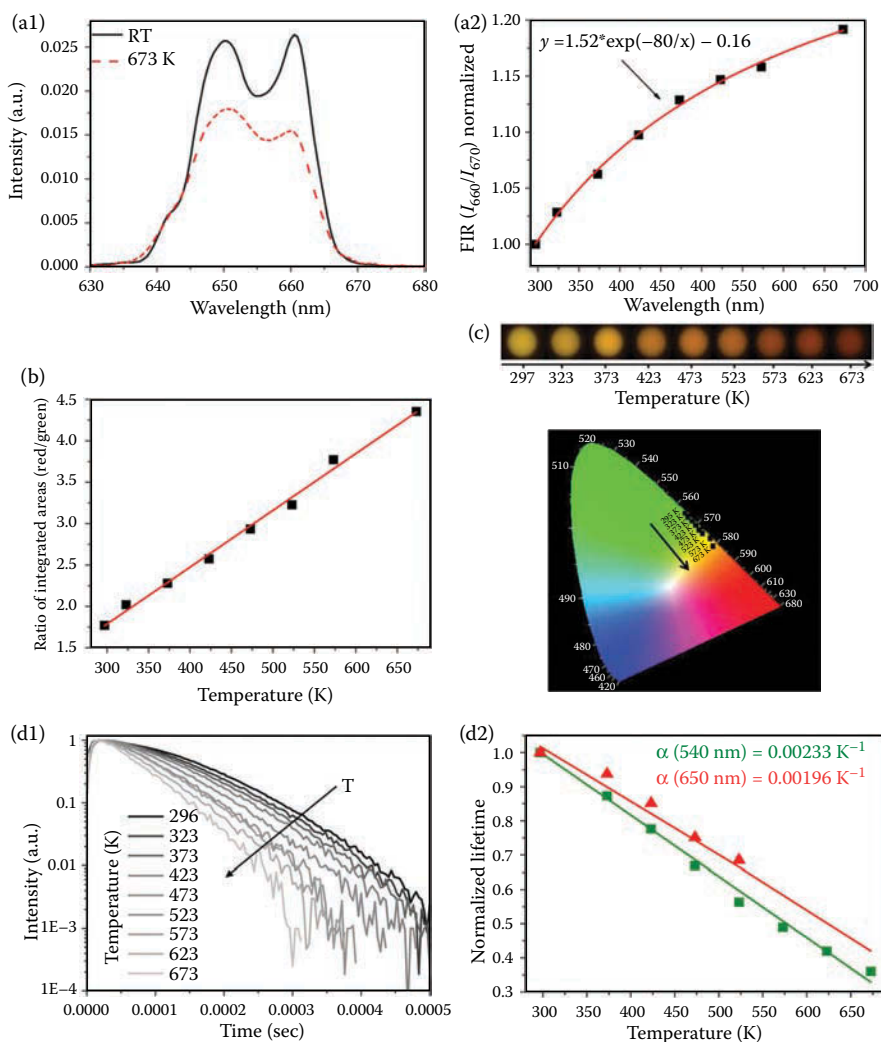 (a1)
0.025
0.020
0.015
0.010
0.005
0.000
Intensity (a.u.)
RT
673 K
630 640 650 660 670 680
Wavelength (nm)
(a2)
1.20
1.15
1.10
1.05
1.00
FIR (I660/I670) normalized
y =1.52*exp(−80/x) − 0.16
300 350 400 450 500 550 600 650 700
Wavelength (nm)
(c)
297 323 373 423 473 523 573 623 673
Temperature (K)
(b)
4.5
4.0
3.5
3.0
2.5
2.0
1.5
Ratio of integrated areas (red/green)
300 350 400 450 500 550 600 650
Temperature (K)
520
530
540
510
550
560
570
580
590
600
610
630
680
490
480
470
460
420
673 K
(d1)
1
0.1
0.01
1E−3
1E−4
Intensity (a.u.)
T
Temperature (K)
296
323
373
423
473
523
573
623
673
0.0000 0.0001 0.0002 0.0003 0.0004 0.0005
Time (sec)
(d2)
1.0
0.9
0.8
0.7
0.6
0.5
0.4
0.3
Normalized lifetime
α (540 nm) = 0.00233 K−1
α (650 nm) = 0.00196 K−1
300 350 400 450 500 550 600 650
Temperature (K)